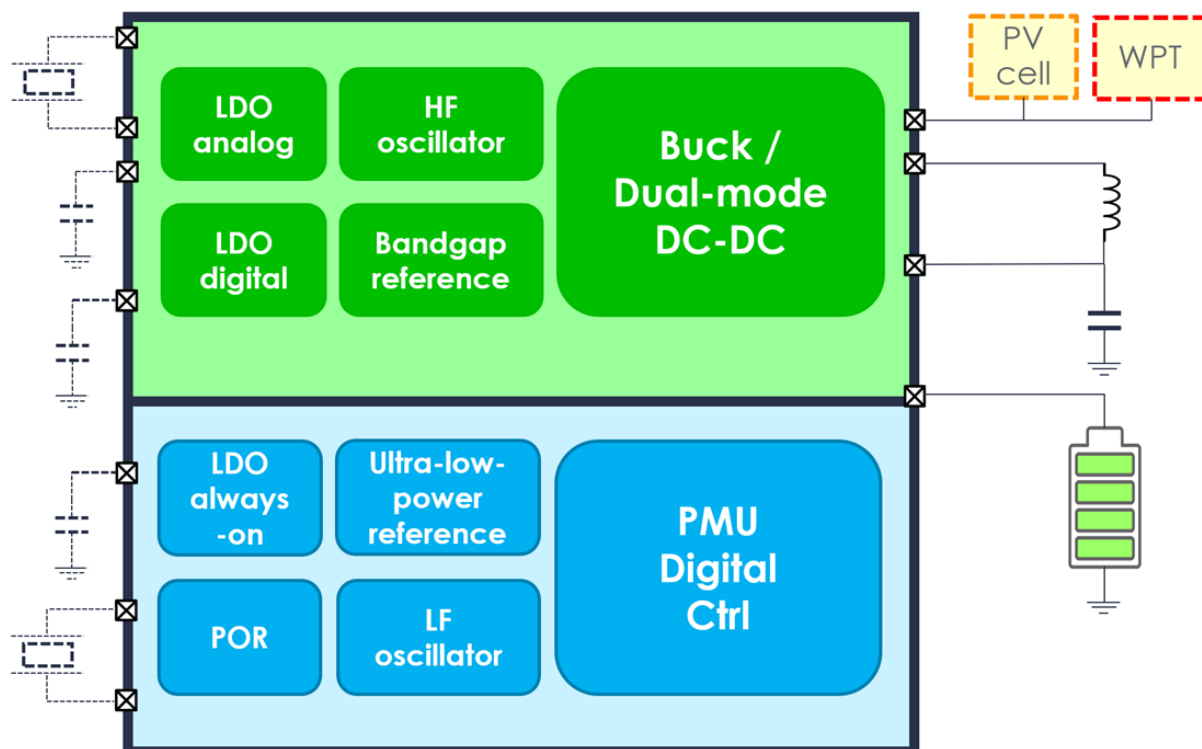 LDO
analog
HF
oscillator
Buck /
Dual-mode
DC-DC
LDO
digital
Bandgap
reference
PV
cell
WPT
LDO
always
-on
Ultra-low-
power
reference
PMU
Digital
Ctrl
POR
LF
oscillator